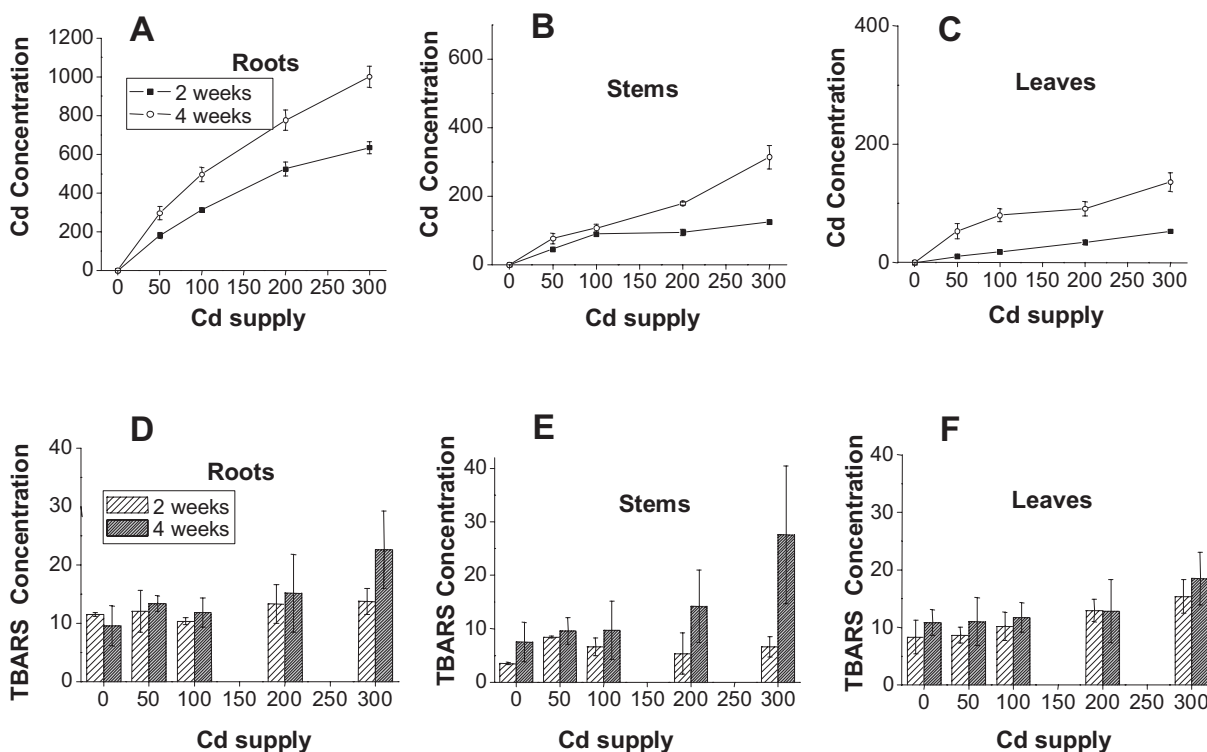 A
Roots
2 weeks
4 weeks
Cd Concentration
1200
1000
800
600
400
200
0
0 50 100 150 200 250 300
Cd supply
B
Stems
Cd Concentration
600
400
200
0
0 50 100 150 200 250 300
Cd supply
C
Leaves
Cd Concentration
400
200
0
0 50 100 150 200 250 300
Cd supply
D
Roots
2 weeks
4 weeks
TBARS Concentration
40
30
20
10
0
0 50 100 150 200 250 300
Cd supply
E
Stems
TBARS Concentration
40
30
20
10
0
0 50 100 150 200 250 300
Cd supply
F
Leaves
TBARS Concentration
40
30
20
10
0
0 50 100 150 200 250 300
Cd supply